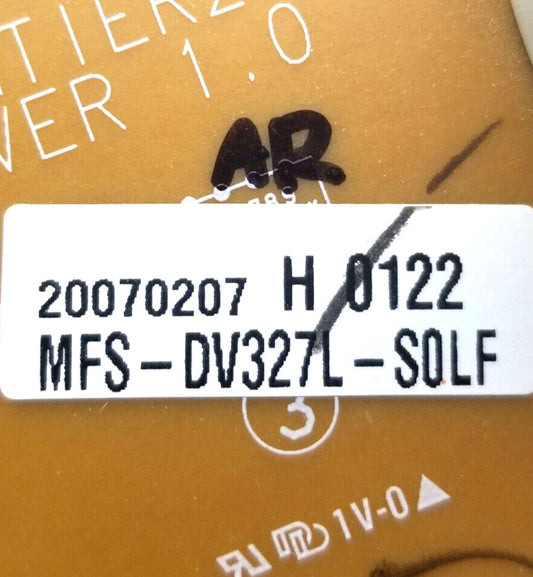 TIER2
VER 1.0
AR
20070207 H 0122
MFS-DV327L-S0LF
3
1V-0